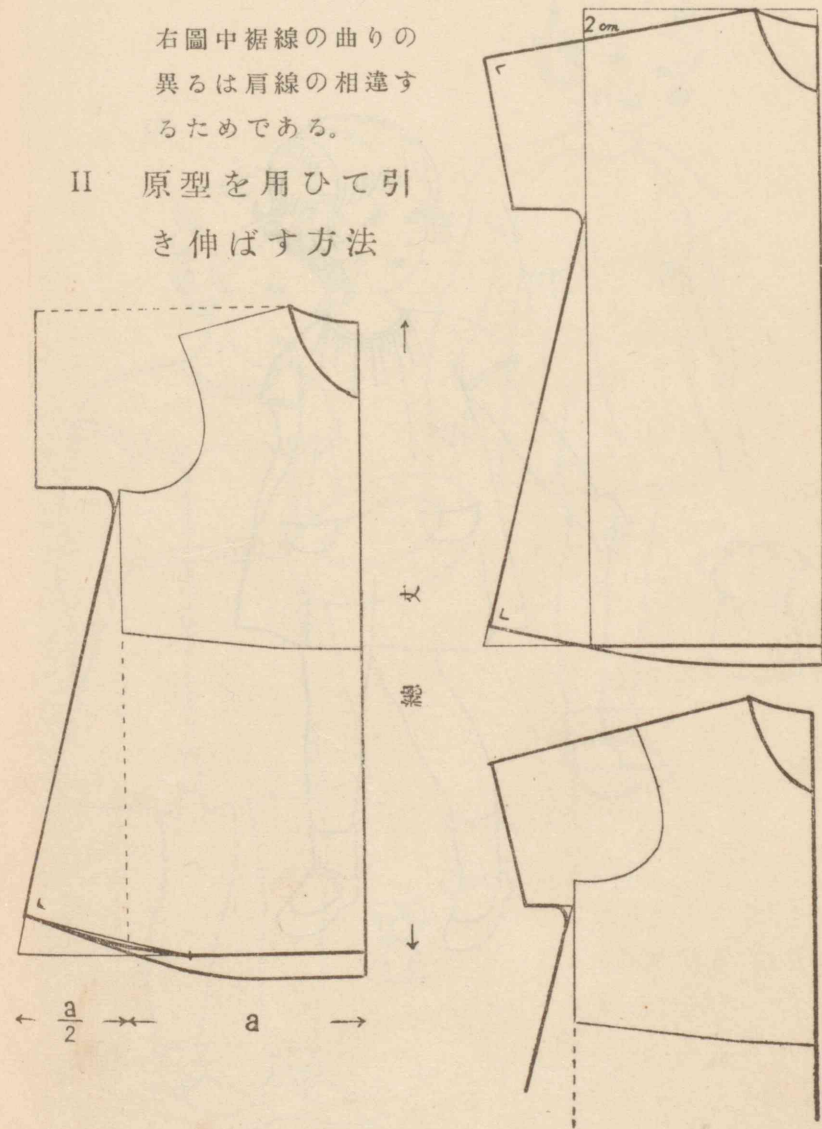 右圖中裾線の曲りの
異るは肩線の相違す
るためである。
II 原型を用ひて引
き伸ばす方法
2cm
總丈
a/2
a